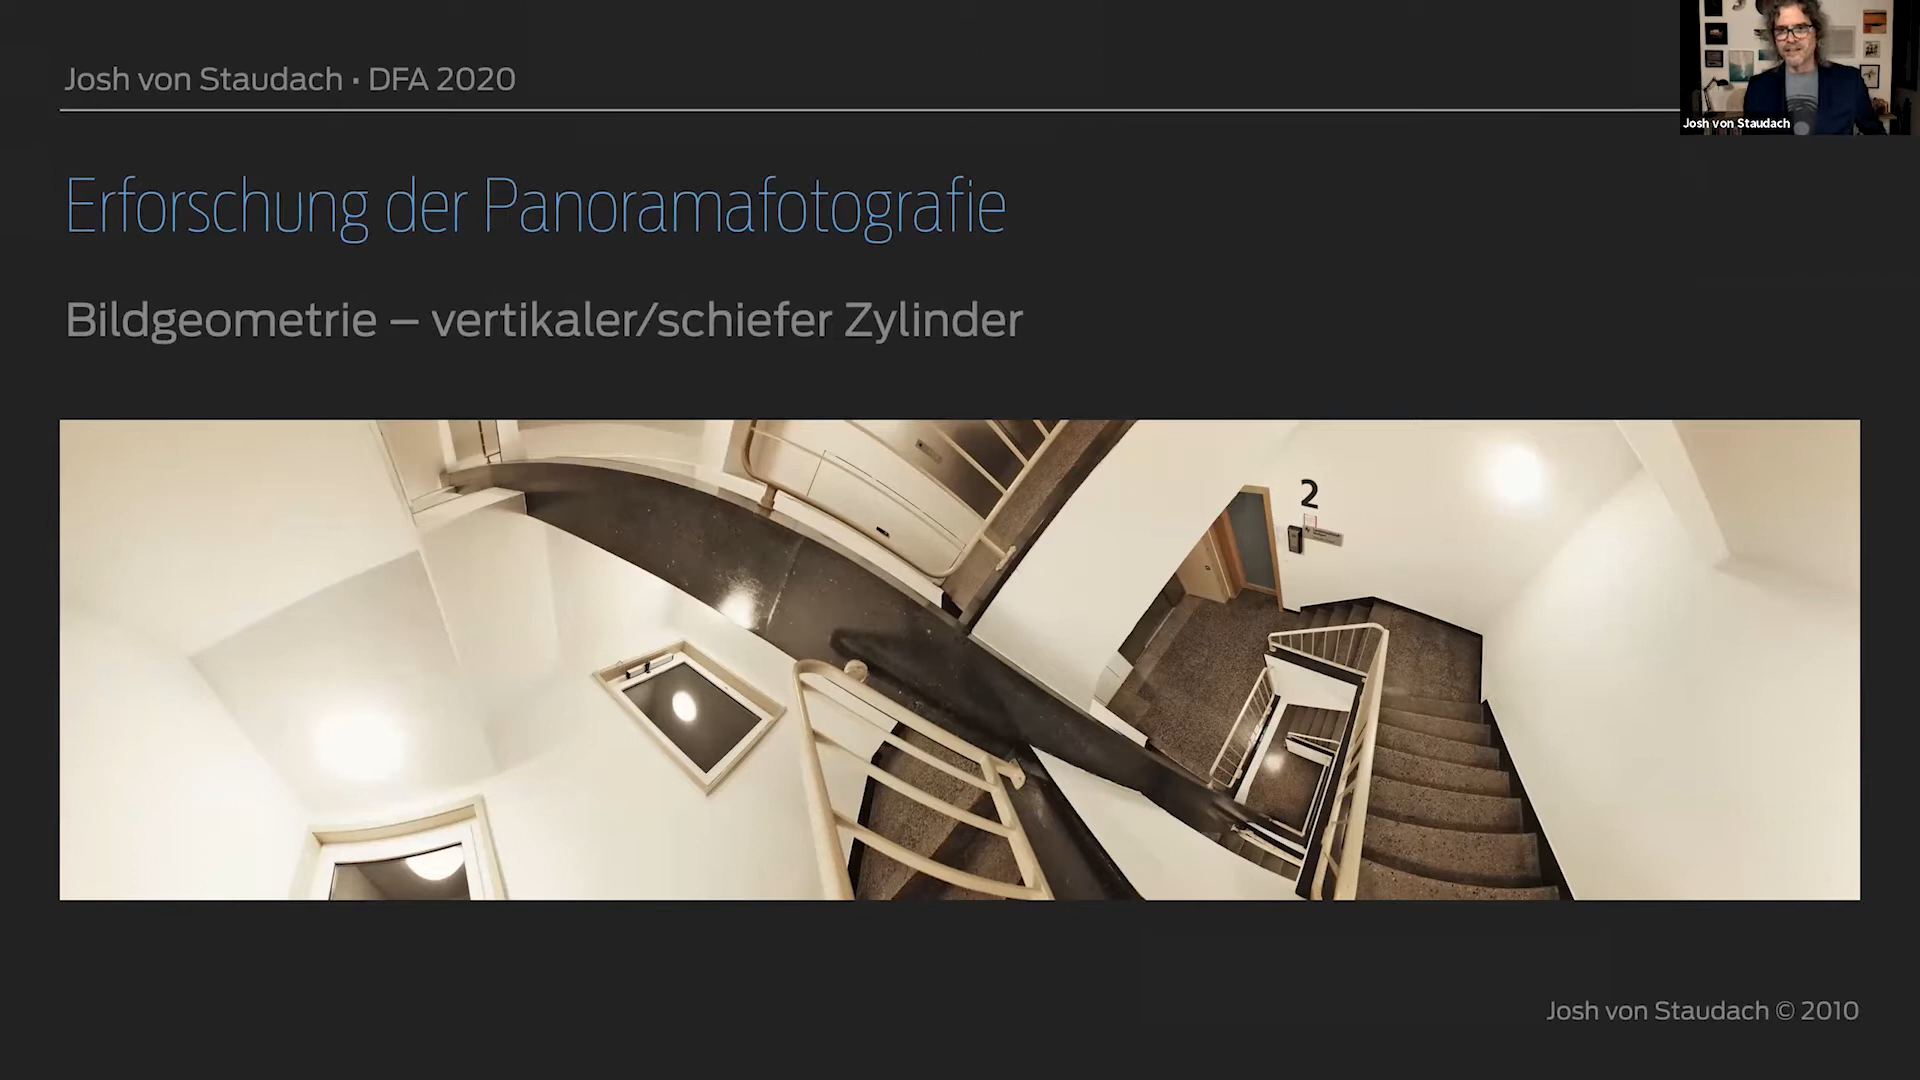 Josh von Staudach • DFA 2020
Josh von Staudach
Erforschung der Panoramafotografie
Bildgeometrie – vertikaler/schiefer Zylinder
2
Josh von Staudach © 2010